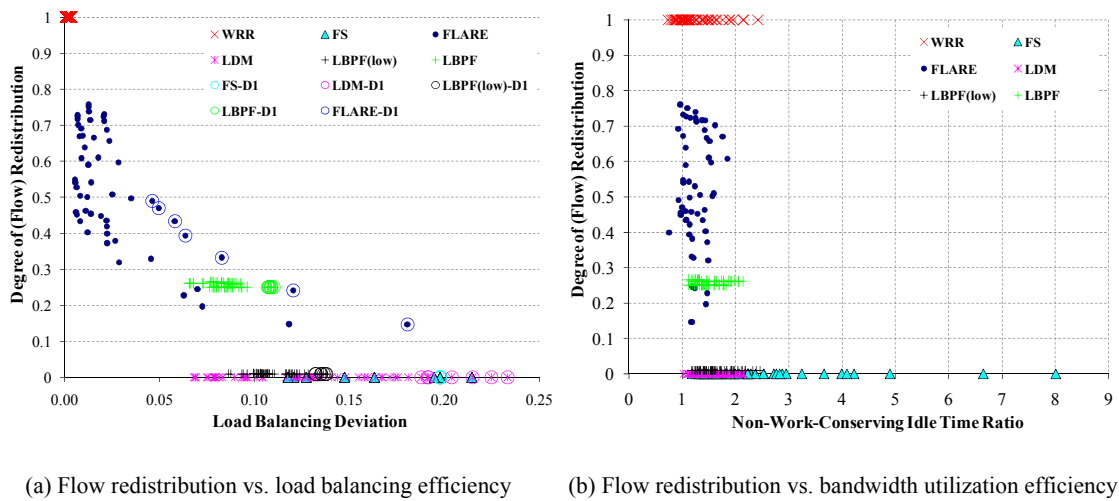 1
0.9
0.8
0.7
0.6
0.5
0.4
0.3
0.2
0.1
0
Degree of (Flow) Redistribution
WRR FS FLARE
LDM LBPF(low) LBPF
FS-D1 LDM-D1 LBPF(low)-D1
LBPF-D1 FLARE-D1
0.00 0.05 0.10 0.15 0.20 0.25
Load Balancing Deviation
(a) Flow redistribution vs. load balancing efficiency
1
0.9
0.8
0.7
0.6
0.5
0.4
0.3
0.2
0.1
0
Degree of (Flow) Redistribution
WRR FS
FLARE LDM
LBPF(low) LBPF
0 1 2 3 4 5 6 7 8 9
Non-Work-Conserving Idle Time Ratio
(b) Flow redistribution vs. bandwidth utilization efficiency